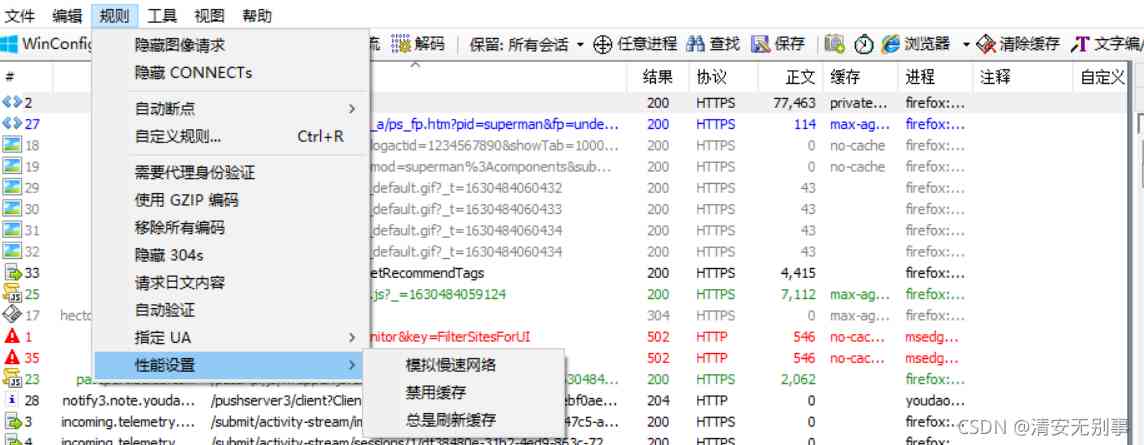 文件 编辑 规则 工具 视图 帮助
WinConfig 流 解码 保留: 所有会话 任意进程 查找 保存 浏览器 清除缓存 文字编
# 结果 协议 正文 缓存 进程 注释 自定义
隐藏图像请求
隐藏 CONNECTs
自动断点
自定义规则... Ctrl+R
需要代理身份验证
使用 GZIP 编码
移除所有编码
隐藏 304s
请求日文内容
自动验证
指定 UA
性能设置
模拟慢速网络
禁用缓存
总是刷新缓存
2 200 HTTPS 77,463 private... firefox:...
27 _a/ps_fp.htm?pid=superman&fp=unde... 200 HTTPS 114 max-ag... firefox:...
18 logactid=1234567890&showTab=1000... 200 HTTPS 0 no-cache firefox:...
19 mod=superman%3Acomponents&sub... 200 HTTPS 0 no-cache firefox:...
29 _default.gif?_t=1630484060432 200 HTTPS 43 firefox:...
30 _default.gif?_t=1630484060433 200 HTTPS 43 firefox:...
31 _default.gif?_t=1630484060434 200 HTTPS 43 firefox:...
32 _default.gif?_t=1630484060434 200 HTTPS 43 firefox:...
33 etRecommendTags 200 HTTPS 4,415 firefox:...
25 .js?_=1630484059124 200 HTTPS 7,112 max-ag... firefox:...
17 hecto 304 HTTPS 0 max-ag... firefox:...
1 nitor&key=FilterSitesForUI 502 HTTP 546 no-cac... msedg...
35 502 HTTP 546 no-cac... msedg...
23 30484... 200 HTTPS 2,062 firefox:...
28 notify3.note.youda... /pushserver3/client?Clien ebf0ae... 204 HTTP 0 youdao...
3 incoming.telemetry... /submit/activity-stream/im 47c5-a... 200 HTTPS 0 firefox:...
incoming.telemetry... /submit/activity-stream/sessions/1/df38480e-31b2-4ed9-863c-72... 200 HTTPS
CSDN @清安无别事